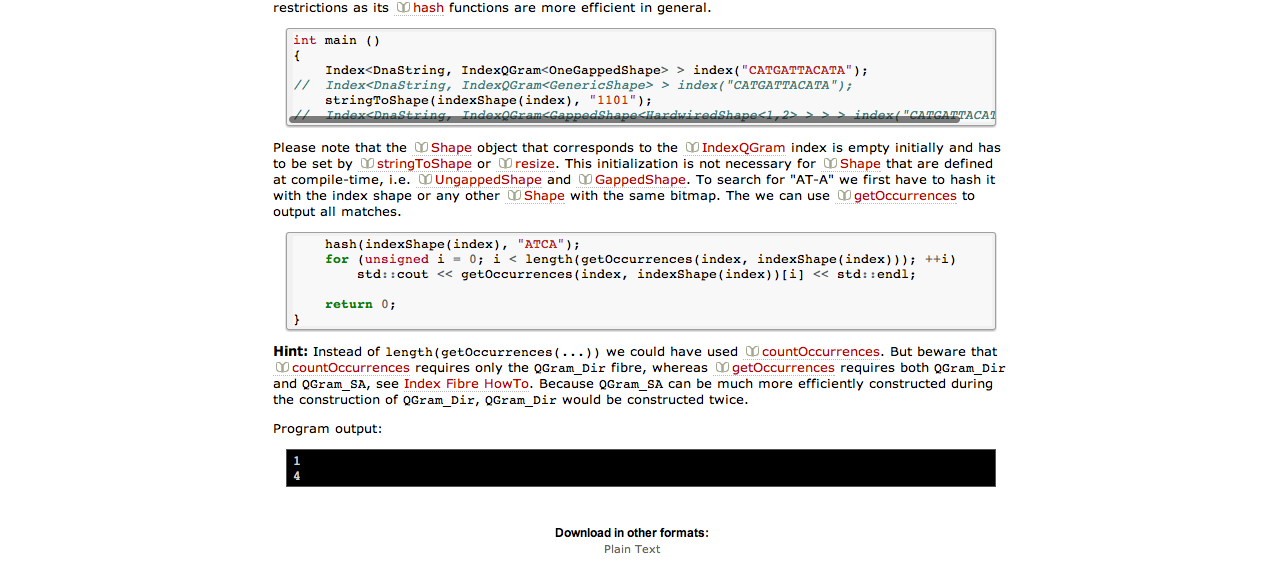 restrictions as its hash functions are more efficient in general.
int main ()
{
    Index<DnaString, IndexQGram<OneGappedShape> > index("CATGATTACATA");
//  Index<DnaString, IndexQGram<GenericShape> > index("CATGATTACATA");
    stringToShape(indexShape(index), "1101");
//  Index<DnaString, IndexQGram<GappedShape<HardwiredShape<1,2> > > > index("CATGATTACAT
Please note that the Shape object that corresponds to the IndexQGram index is empty initially and has
to be set by stringToShape or resize. This initialization is not necessary for Shape that are defined
at compile-time, i.e. UngappedShape and GappedShape. To search for "AT-A" we first have to hash it
with the index shape or any other Shape with the same bitmap. The we can use getOccurrences to
output all matches.
    hash(indexShape(index), "ATCA");
    for (unsigned i = 0; i < length(getOccurrences(index, indexShape(index))); ++i)
        std::cout << getOccurrences(index, indexShape(index))[i] << std::endl;
    return 0;
}
Hint: Instead of length(getOccurrences(...)) we could have used countOccurrences. But beware that
countOccurrences requires only the QGram_Dir fibre, whereas getOccurrences requires both QGram_Dir
and QGram_SA, see Index Fibre HowTo. Because QGram_SA can be much more efficiently constructed during
the construction of QGram_Dir, QGram_Dir would be constructed twice.
Program output:
1
4
Download in other formats:
Plain Text